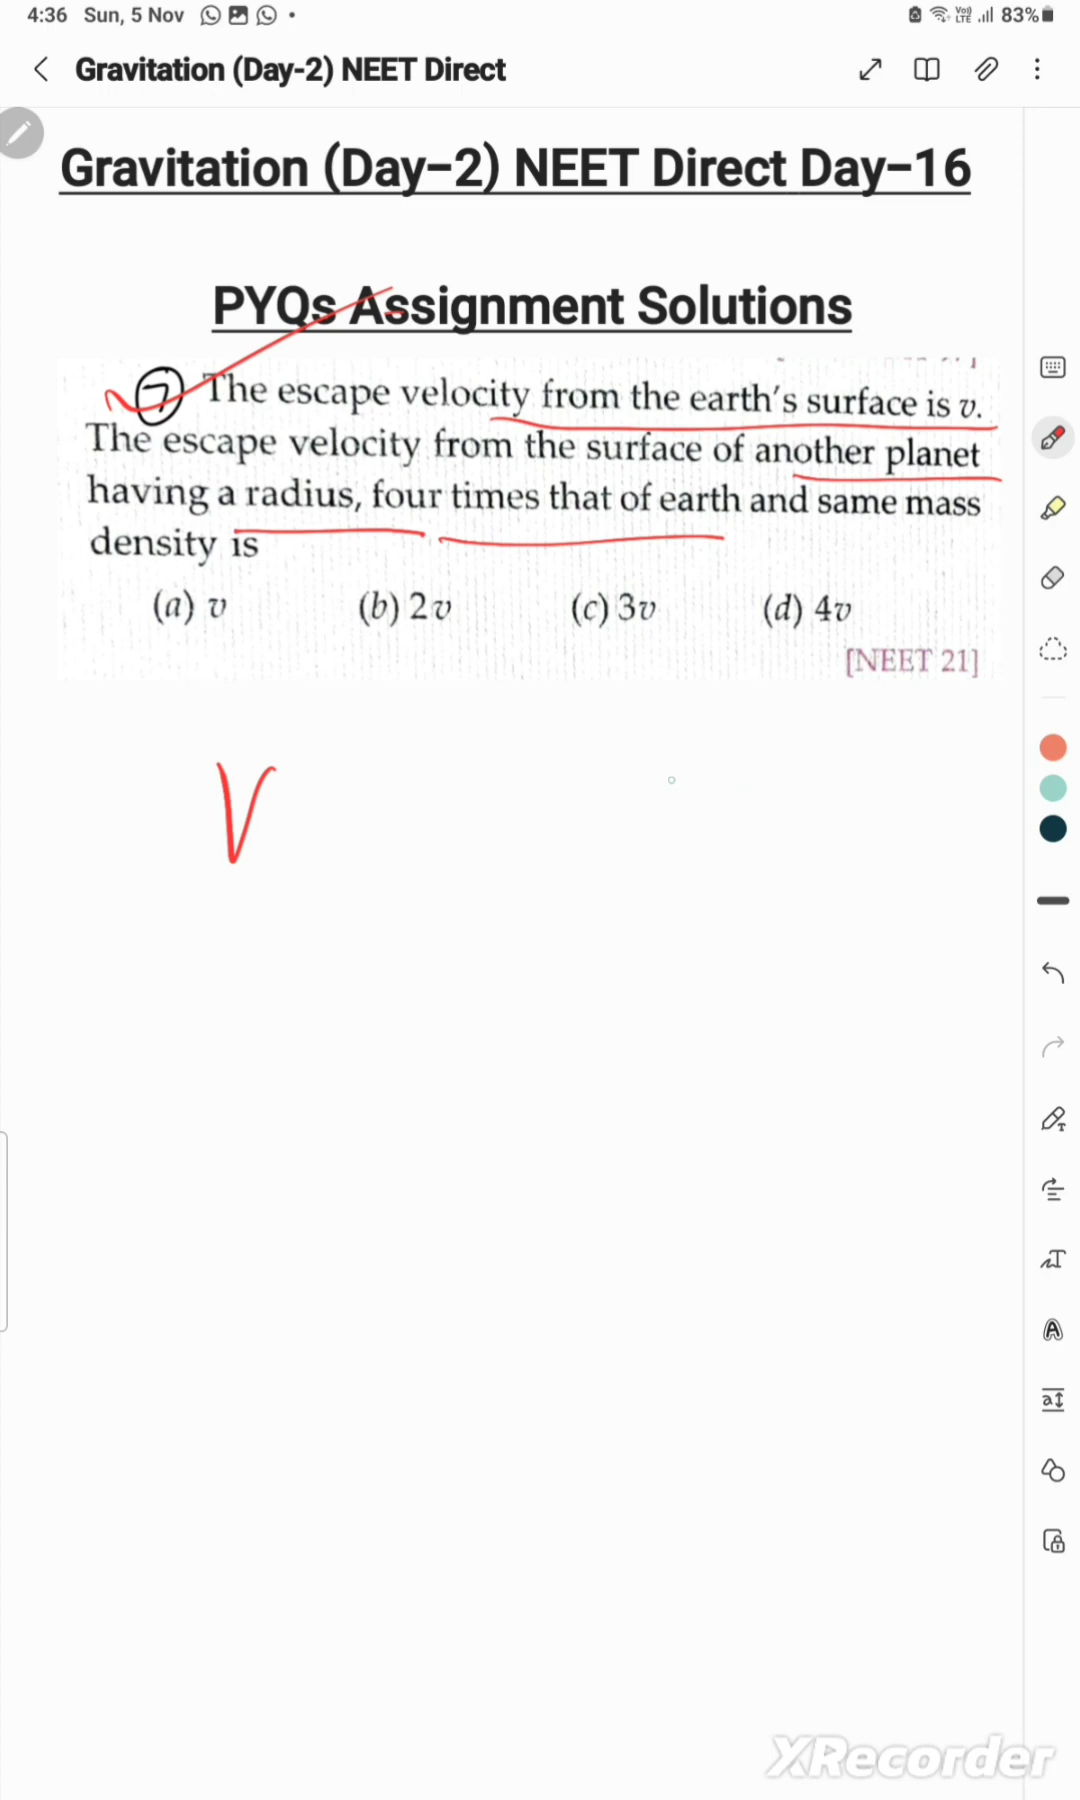 4:36 Sun, 5 Nov
83%
Gravitation (Day-2) NEET Direct
Gravitation (Day-2) NEET Direct Day-16
PYQs Assignment Solutions
7 The escape velocity from the earth's surface is v.
The escape velocity from the surface of another planet
having a radius, four times that of earth and same mass
density is
(a) v (b) 2v (c) 3v (d) 4v
[NEET 21]
V
XRecorder